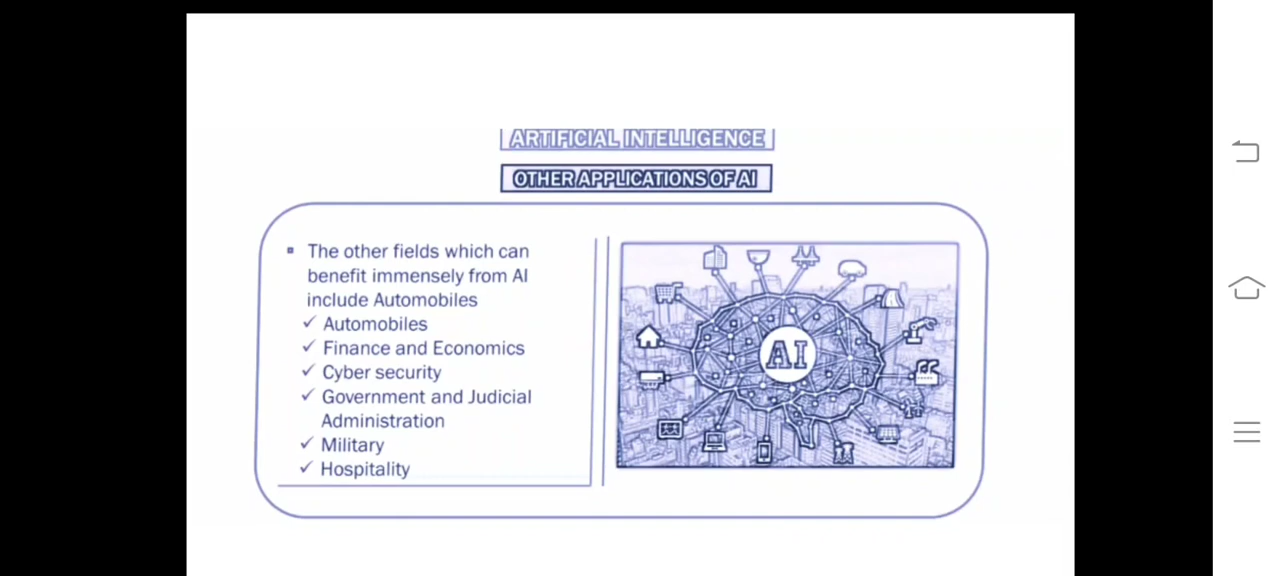 ARTIFICIAL INTELLIGENCE
OTHER APPLICATIONS OF AI
▪ The other fields which can
benefit immensely from AI
include Automobiles
✓ Automobiles
✓ Finance and Economics
✓ Cyber security
✓ Government and Judicial
Administration
✓ Military
✓ Hospitality
AI